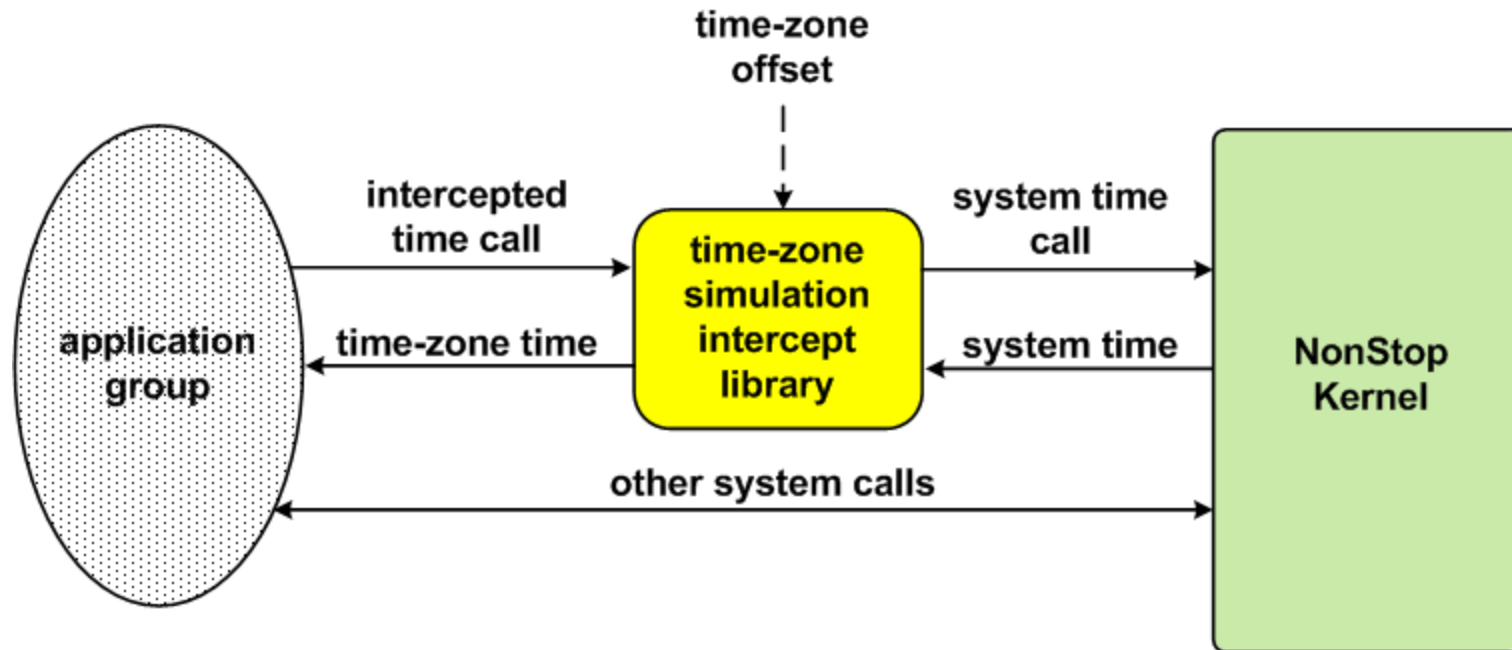 time-zone
offset
intercepted
time call
system time
call
time-zone
simulation
intercept
library
application
group
time-zone time
system time
NonStop
Kernel
other system calls